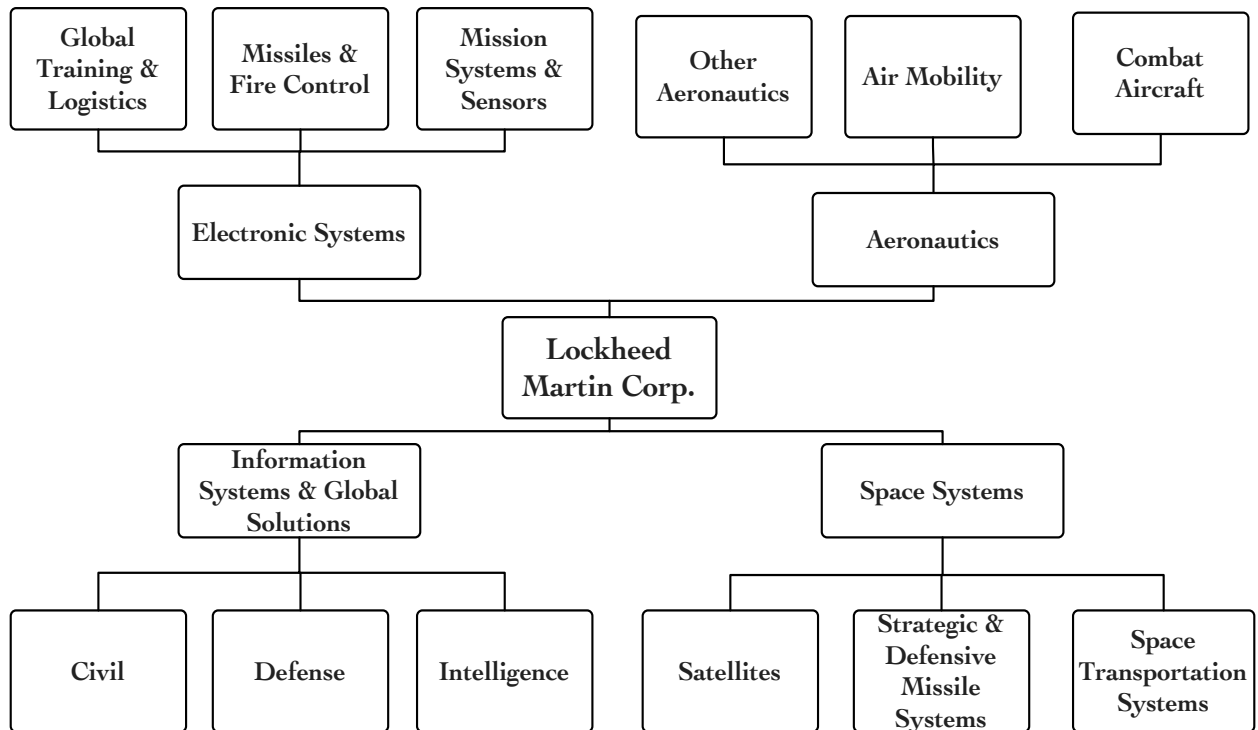 Global
Training &
Logistics
Missiles &
Fire Control
Mission
Systems &
Sensors
Other
Aeronautics
Air Mobility
Combat
Aircraft
Electronic Systems
Aeronautics
Lockheed
Martin Corp.
Information
Systems & Global
Solutions
Space Systems
Civil
Defense
Intelligence
Satellites
Strategic &
Defensive
Missile
Systems
Space
Transportation
Systems